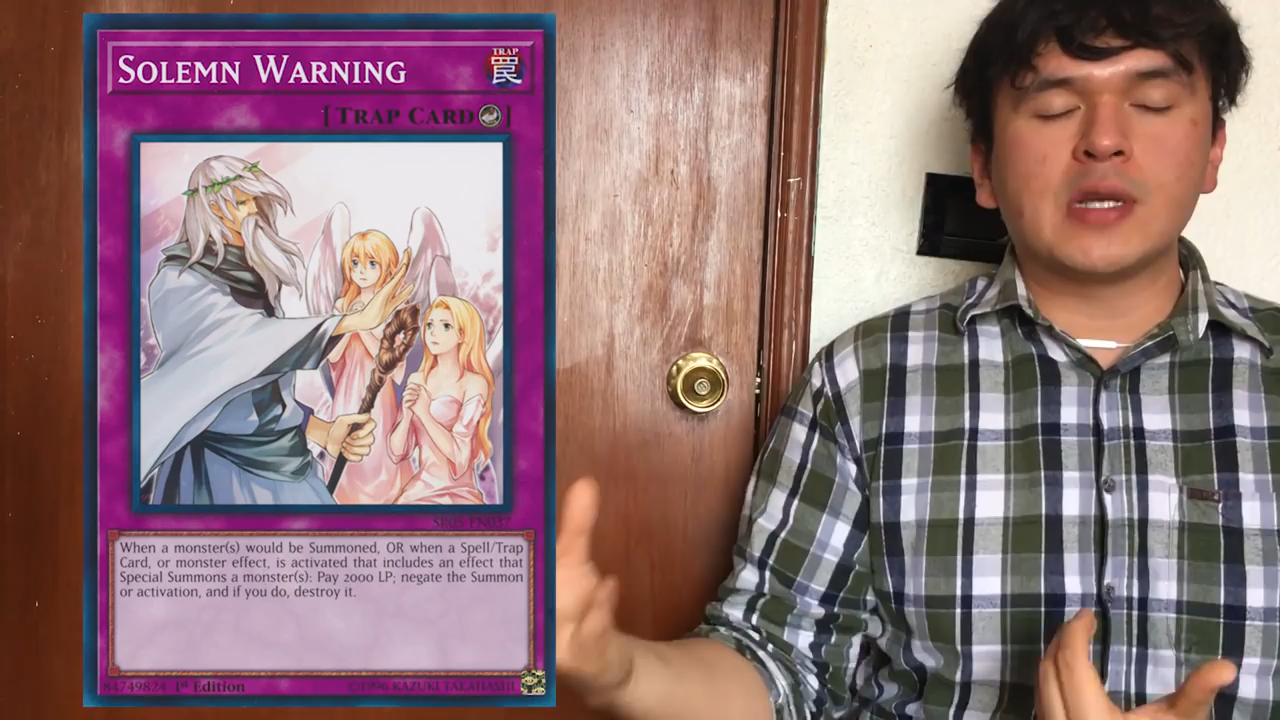 SOLEMN WARNING
TRAP
罠
[TRAP CARD]
SR05-EN037
When a monster(s) would be Summoned, OR when a Spell/Trap
Card, or monster effect, is activated that includes an effect that
Special Summons a monster(s): Pay 2000 LP; negate the Summon
or activation, and if you do, destroy it.
84749824 1st Edition
©1996 KAZUKI TAKAHASHI